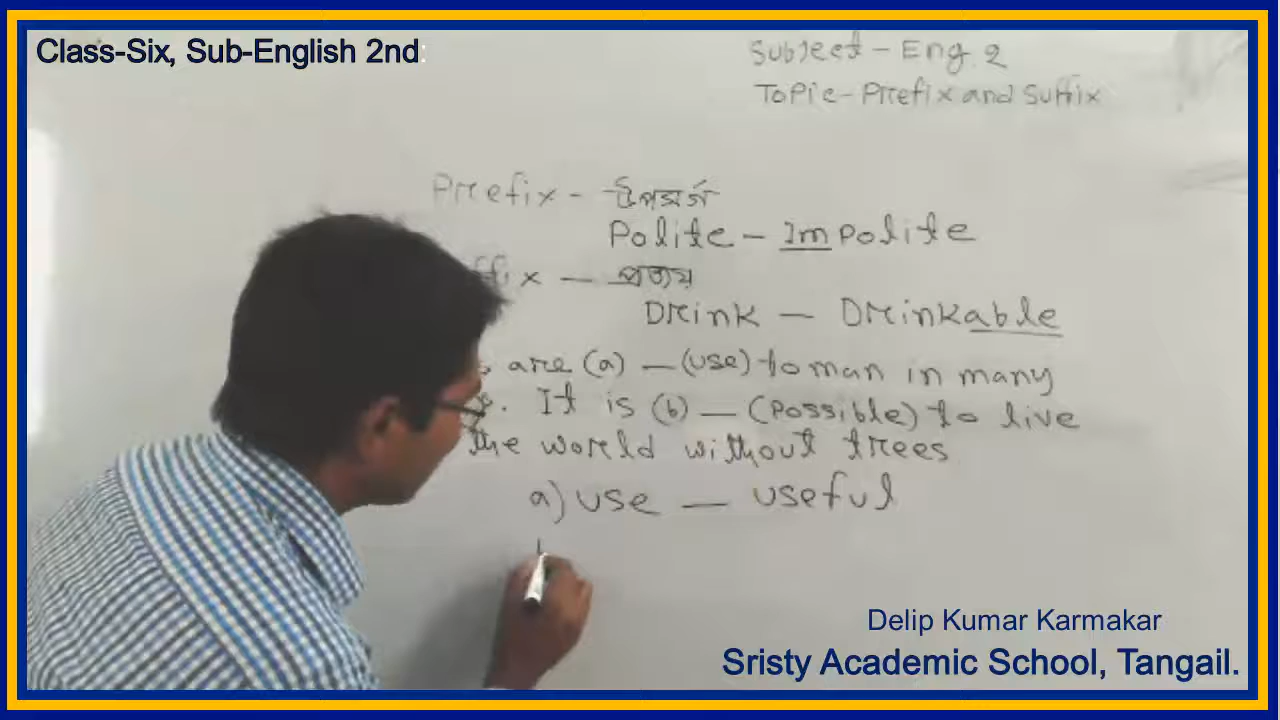 Class-Six, Sub-English 2nd:
Subject - Eng. 2
Topic - Prefix and Suffix
Prefix - উপসর্গ
Polite - Impolite
fix — প্রত্যয়
Drink — Drinkable
are (a) — (use) to man in many
. It is (b) — (possible) to live
the world without trees
a) use — useful
Delip Kumar Karmakar
Sristy Academic School, Tangail.